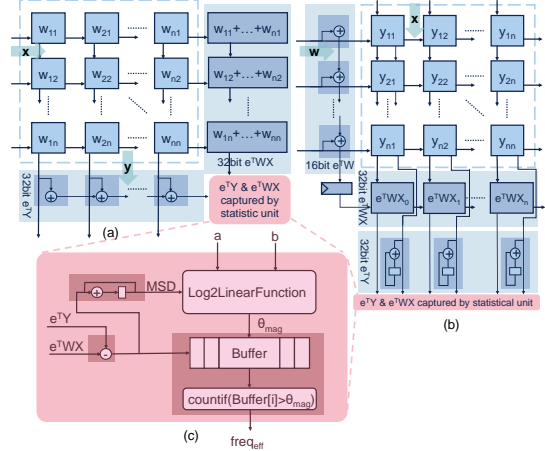 w11 w21 ........ wn1 w11+...+wn1
x
w12 w22 ........ wn2 w12+...+wn2
w1n w2n ........ wnn w1n+...+wnn
y
32bit eᵀWX
32bit eᵀY
........
(a)
eᵀY & eᵀWX
captured by
statistic unit
x
y11 y12 ........ y1n
w
y21 y22 ........ y2n
yn1 yn2 ........ ynn
16bit eᵀW
32bit eᵀWX
eᵀWX0 eᵀWX1 ........ eᵀWXn
32bit eᵀY
eᵀY & eᵀWX captured by statistical unit
(b)
a b
MSD
Log2LinearFunction
eᵀY
θmag
eᵀWX
Buffer
countif(Buffer[i]>θmag)
(c)
freqeff